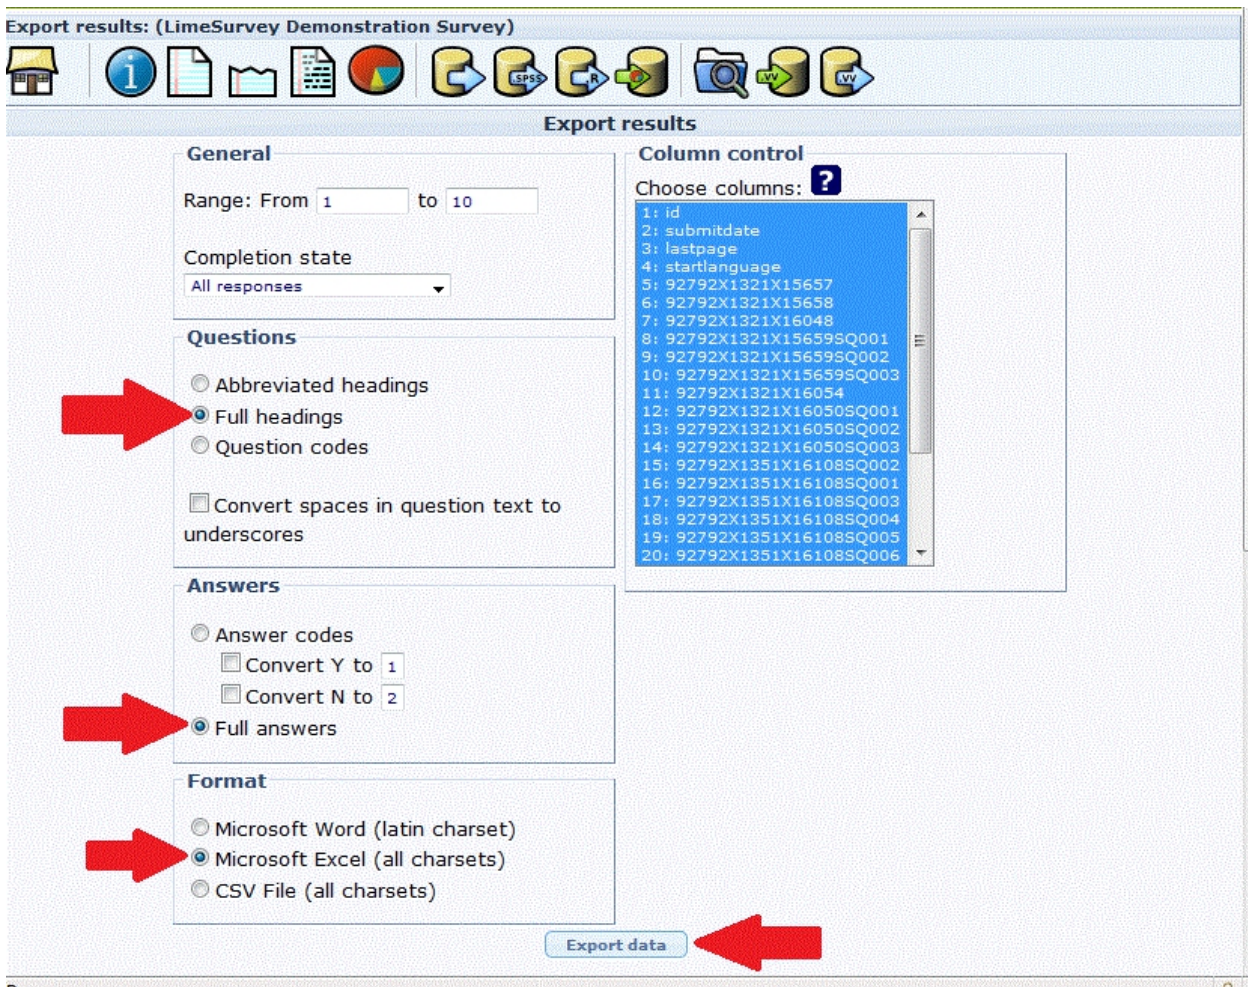 Export results: (LimeSurvey Demonstration Survey)
i
.SPSS
R
.VV
.VV
Export results
General
Range: From 1 to 10
Completion state
All responses
Questions
Abbreviated headings
Full headings
Question codes
Convert spaces in question text to
underscores
Answers
Answer codes
Convert Y to 1
Convert N to 2
Full answers
Format
Microsoft Word (latin charset)
Microsoft Excel (all charsets)
CSV File (all charsets)
Column control
Choose columns: ?
1: id
2: submitdate
3: lastpage
4: startlanguage
5: 92792X1321X15657
6: 92792X1321X15658
7: 92792X1321X16048
8: 92792X1321X15659SQ001
9: 92792X1321X15659SQ002
10: 92792X1321X15659SQ003
11: 92792X1321X16054
12: 92792X1321X16050SQ001
13: 92792X1321X16050SQ002
14: 92792X1321X16050SQ003
15: 92792X1351X16108SQ002
16: 92792X1351X16108SQ001
17: 92792X1351X16108SQ003
18: 92792X1351X16108SQ004
19: 92792X1351X16108SQ005
20: 92792X1351X16108SQ006
Export data